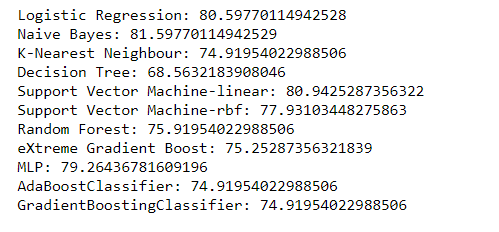 Logistic Regression: 80.59770114942528
Naive Bayes: 81.59770114942529
K-Nearest Neighbour: 74.91954022988506
Decision Tree: 68.5632183908046
Support Vector Machine-linear: 80.9425287356322
Support Vector Machine-rbf: 77.93103448275863
Random Forest: 75.91954022988506
eXtreme Gradient Boost: 75.25287356321839
MLP: 79.26436781609196
AdaBoostClassifier: 74.91954022988506
GradientBoostingClassifier: 74.91954022988506